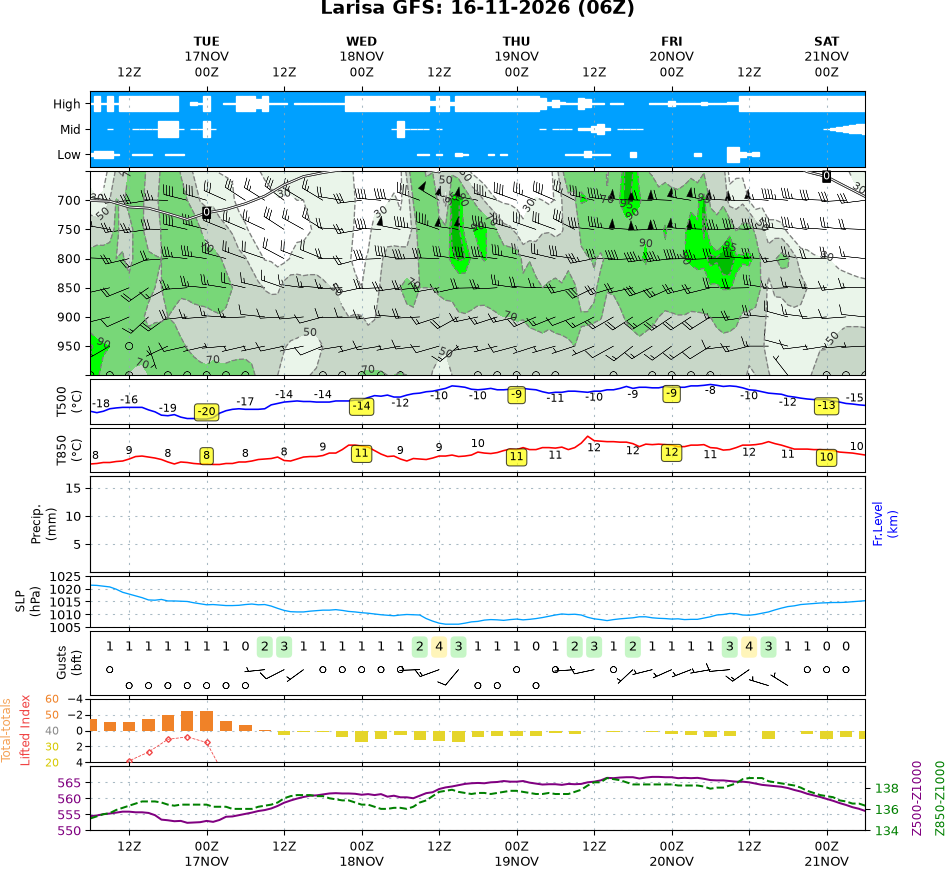 Larisa GFS: 16-11-2026 (06Z)
TUE WED THU FRI SAT
17NOV 18NOV 19NOV 20NOV 21NOV
12Z 00Z 12Z 00Z 12Z 00Z 12Z 00Z 12Z 00Z
High
Mid
Low
700
750
800
850
900
950
T500
(°C)
-18 -16 -19 -20 -17 -14 -14 -14 -12 -10 -10 -9 -11 -10 -9 -9 -8 -10 -12 -13 -15
T850
(°C)
8 9 8 8 8 8 9 11 9 9 10 11 11 12 12 12 11 12 11 10 10
Precip.
(mm)
15
10
5
Fr.Level
(km)
SLP
(hPa)
1025
1020
1015
1010
1005
Gusts
(bft)
1 1 1 1 1 1 1 0 2 3 1 1 1 1 1 1 2 4 3 1 1 1 0 1 2 3 1 2 1 1 1 1 3 4 3 1 1 0 0
Total-totals
Lifted Index
60 −4
50 −2
40 0
30 2
20 4
565
560
555
550
138
136
134
Z500-Z1000
Z850-Z1000
12Z 00Z 12Z 00Z 12Z 00Z 12Z 00Z 12Z 00Z
17NOV 18NOV 19NOV 20NOV 21NOV